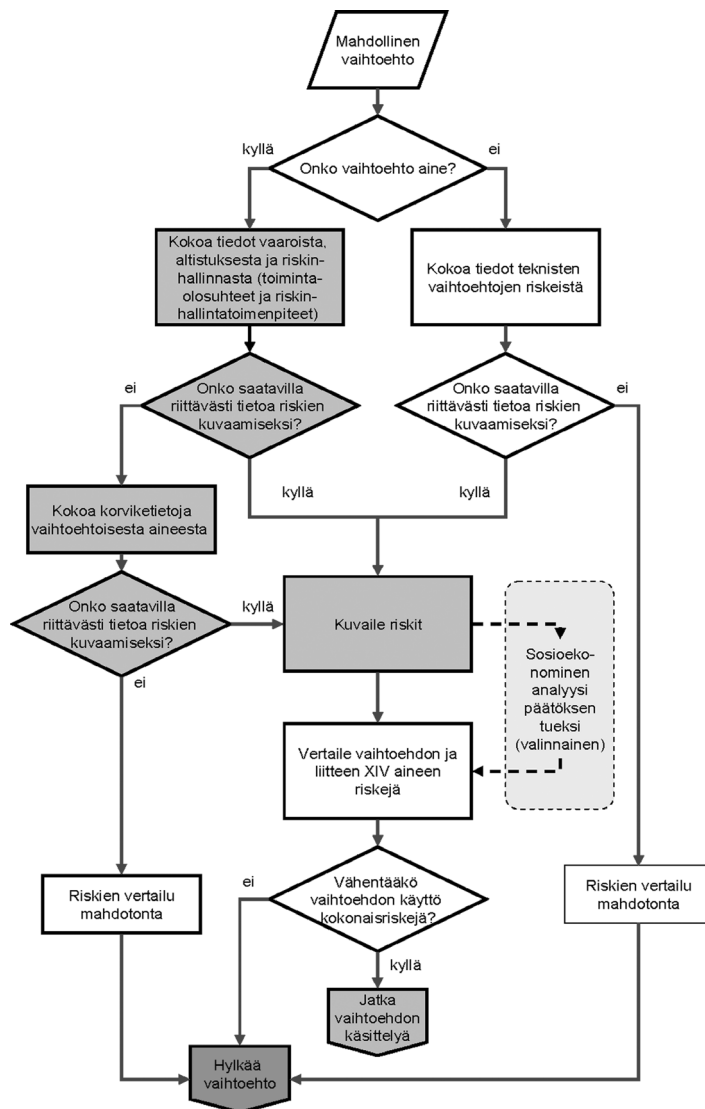 Mahdollinen
vaihtoehto
kyllä
ei
Onko vaihtoehto aine?
Kokoa tiedot vaaroista,
altistuksesta ja riskin-
hallinnasta (toiminta-
olosuhteet ja riskin-
hallintatoimenpiteet)
Kokoa tiedot teknisten
vaihtoehtojen riskeistä
ei
Onko saatavilla
riittävästi tietoa riskien
kuvaamiseksi?
Onko saatavilla
riittävästi tietoa riskien
kuvaamiseksi?
ei
kyllä
kyllä
Kokoa korviketietoja
vaihtoehtoisesta aineesta
Onko saatavilla
riittävästi tietoa riskien
kuvaamiseksi?
kyllä
ei
Kuvaile riskit
Sosioeko-
nominen
analyysi
päätöksen
tueksi
(valinnainen)
Vertaile vaihtoehdon ja
liitteen XIV aineen
riskejä
ei
Vähentääkö
vaihtoehdon käyttö
kokonaisriskejä?
kyllä
Riskien vertailu
mahdotonta
Riskien vertailu
mahdotonta
Jatka
vaihtoehdon
käsittelyä
Hylkää
vaihtoehto